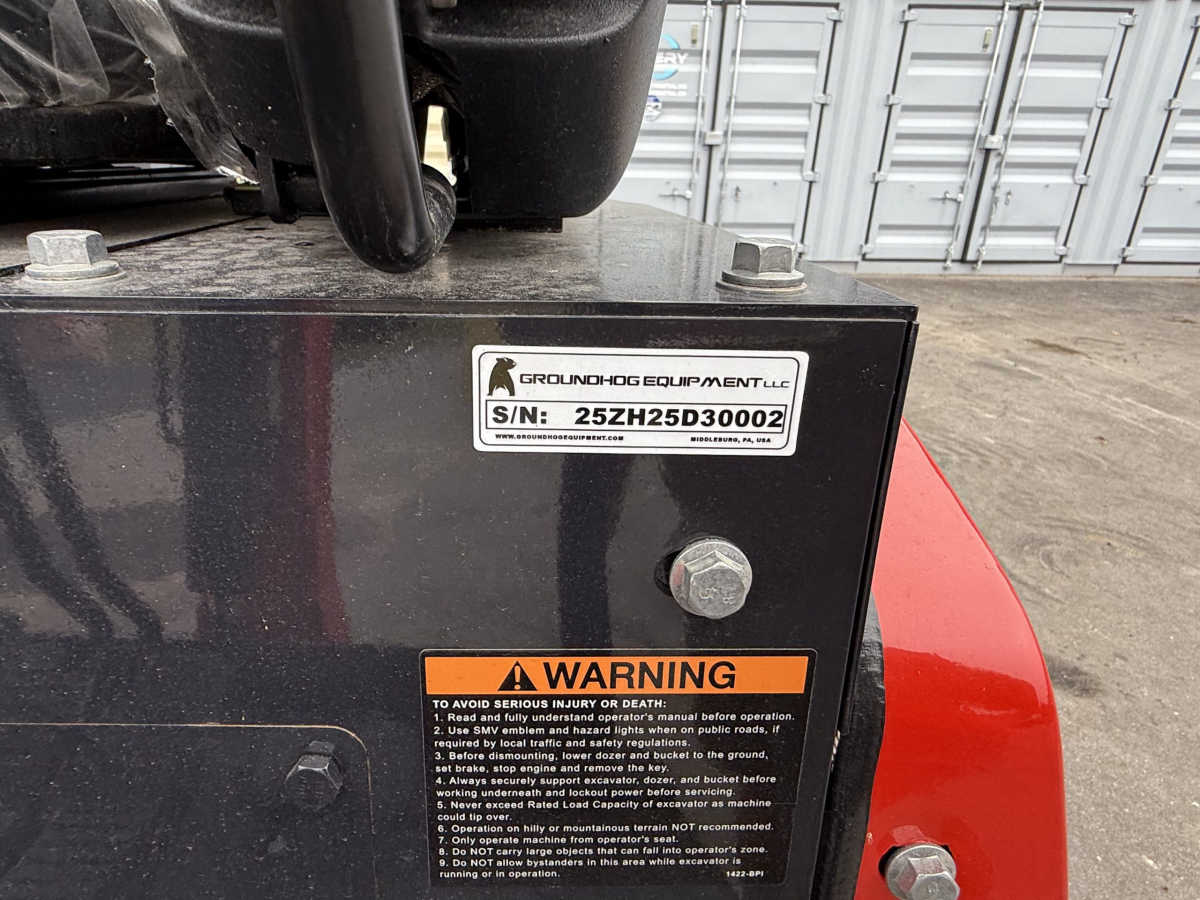 ERY
GROUNDHOG EQUIPMENT LLC
S/N: 25ZH25D30002
WWW.GROUNDHOGEQUIPMENT.COM MIDDLEBURG, PA, USA
WARNING
TO AVOID SERIOUS INJURY OR DEATH:
1. Read and fully understand operator's manual before operation.
2. Use SMV emblem and hazard lights when on public roads, if
required by local traffic and safety regulations.
3. Before dismounting, lower dozer and bucket to the ground,
set brake, stop engine and remove the key.
4. Always securely support excavator, dozer, and bucket before
working underneath and lockout power before servicing.
5. Never exceed Rated Load Capacity of excavator as machine
could tip over.
6. Operation on hilly or mountainous terrain NOT recommended.
7. Only operate machine from operator's seat.
8. Do NOT carry large objects that can fall into operator's zone.
9. Do NOT allow bystanders in this area while excavator is
running or in operation. 1422-BPI